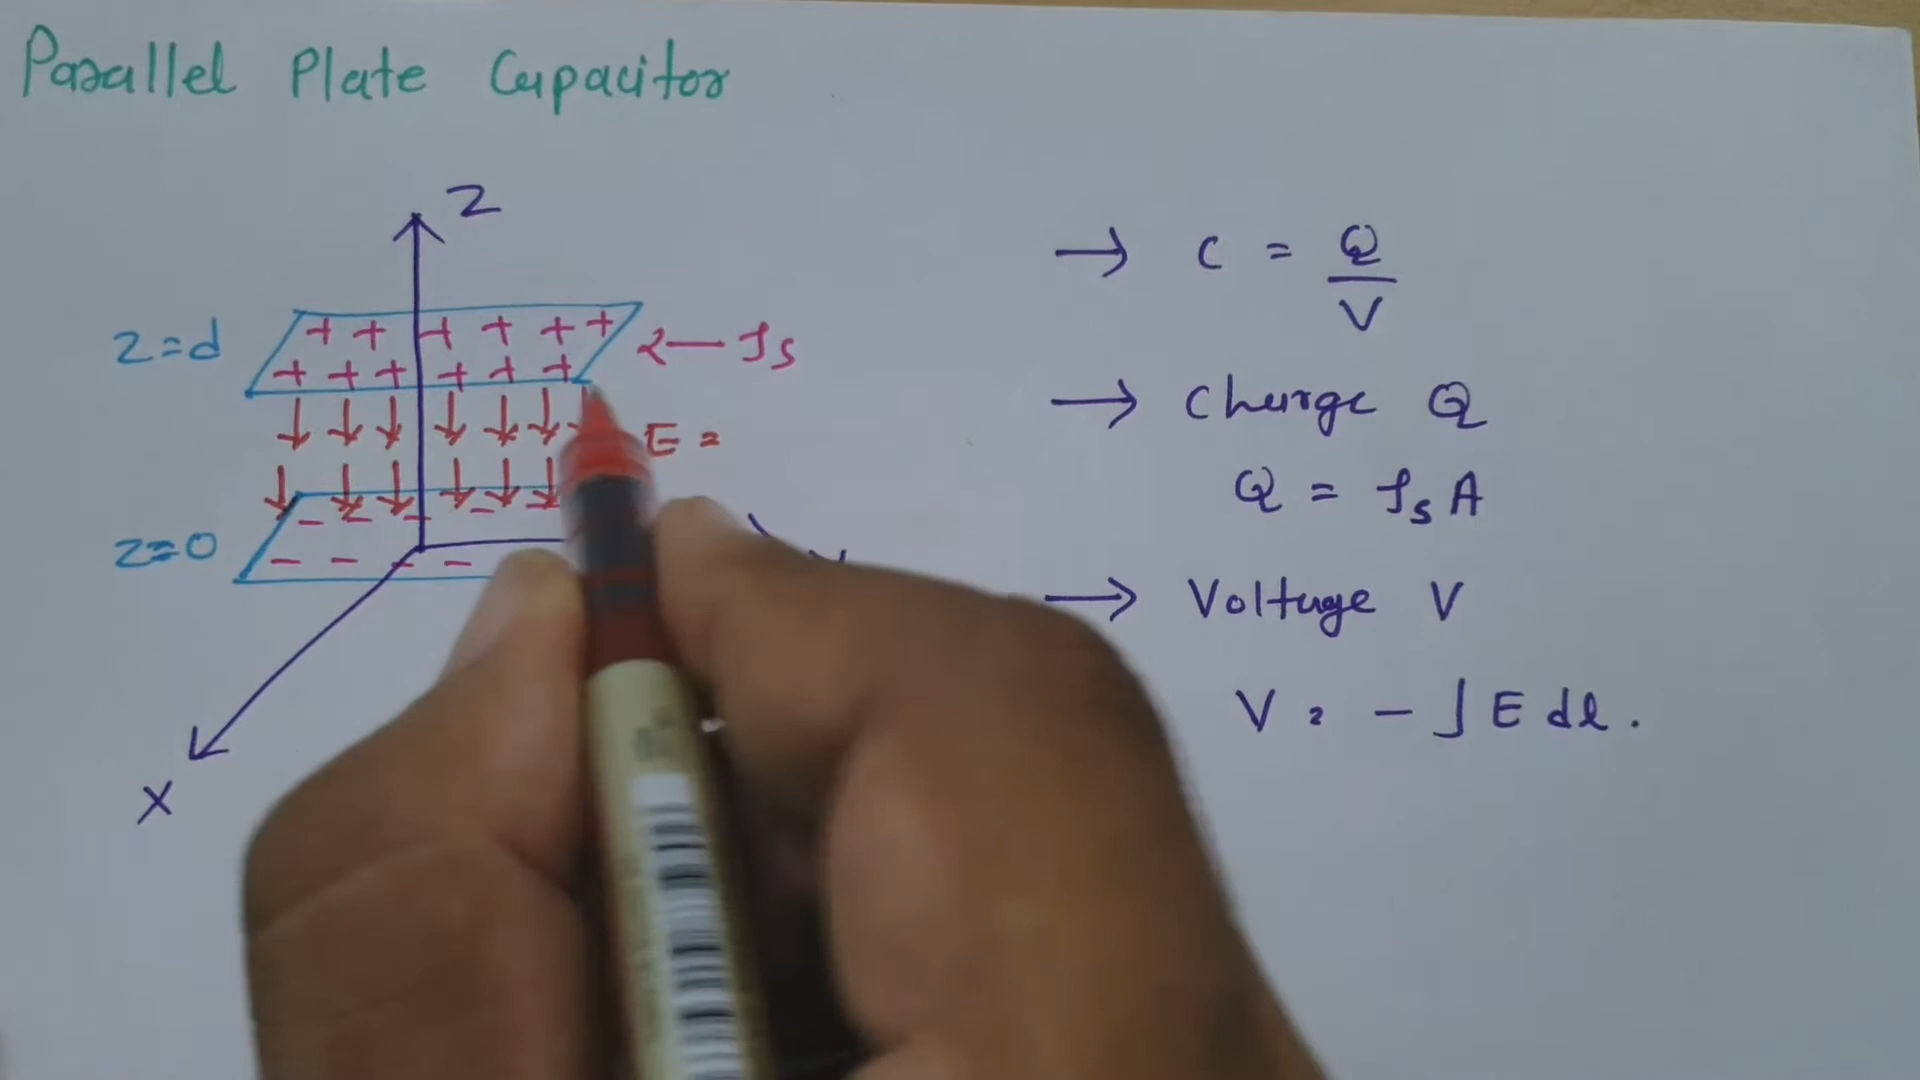 Parallel Plate Capacitor
Z
Z=d
ρs
E =
Z=0
X
→ C = Q/V
→ Charge Q
Q = ρs A
→ Voltage V
V = - ∫ E dl.